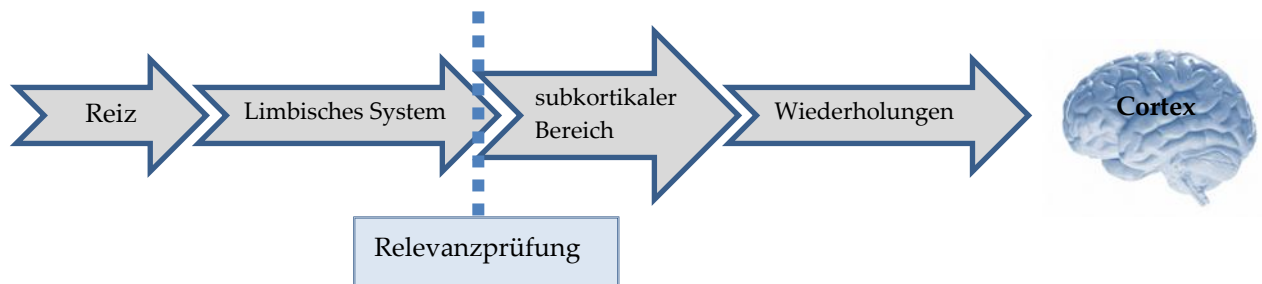 Reiz
Limbisches System
subkortikaler
Bereich
Wiederholungen
Cortex
Relevanzprüfung